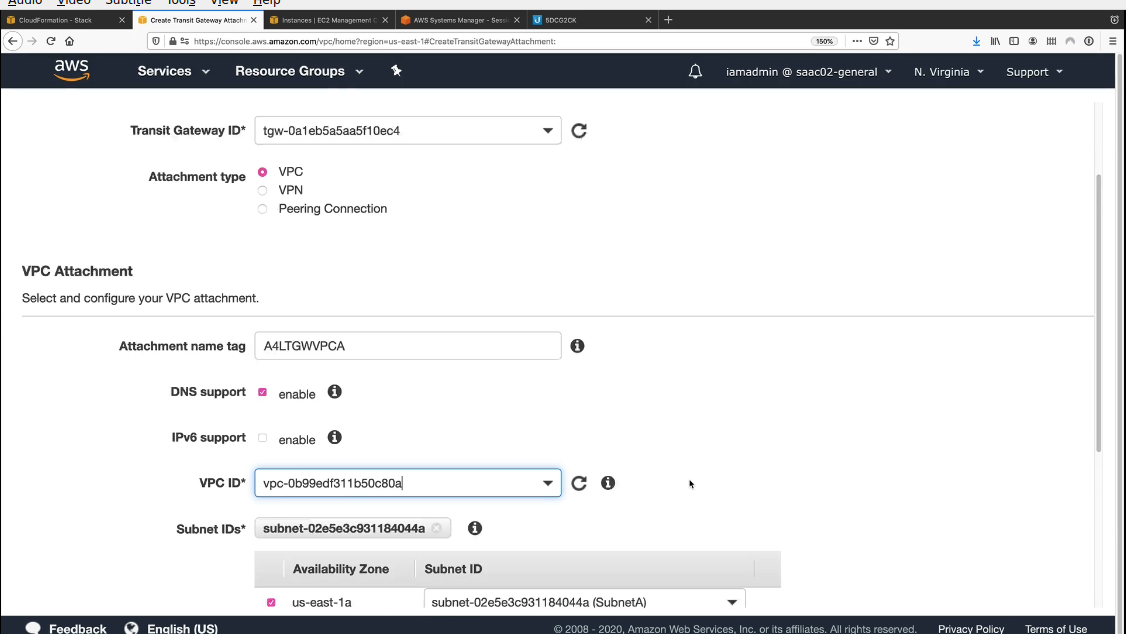 Audio Video Subtitle Tools View Help
CloudFormation - Stack
Create Transit Gateway Attachm
Instances | EC2 Management C
AWS Systems Manager - Sessi
5DCG2CK
https://console.aws.amazon.com/vpc/home?region=us-east-1#CreateTransitGatewayAttachment:
150%
aws
Services
Resource Groups
iamadmin @ saac02-general
N. Virginia
Support
Transit Gateway ID* tgw-0a1eb5a5aa5f10ec4
Attachment type
VPC
VPN
Peering Connection
VPC Attachment
Select and configure your VPC attachment.
Attachment name tag A4LTGWVPCA
DNS support enable
IPv6 support enable
VPC ID* vpc-0b99edf311b50c80a
Subnet IDs* subnet-02e5e3c931184044a
Availability Zone Subnet ID
us-east-1a subnet-02e5e3c931184044a (SubnetA)
Feedback English (US) © 2008 - 2020, Amazon Web Services, Inc. or its affiliates. All rights reserved. Privacy Policy Terms of Use